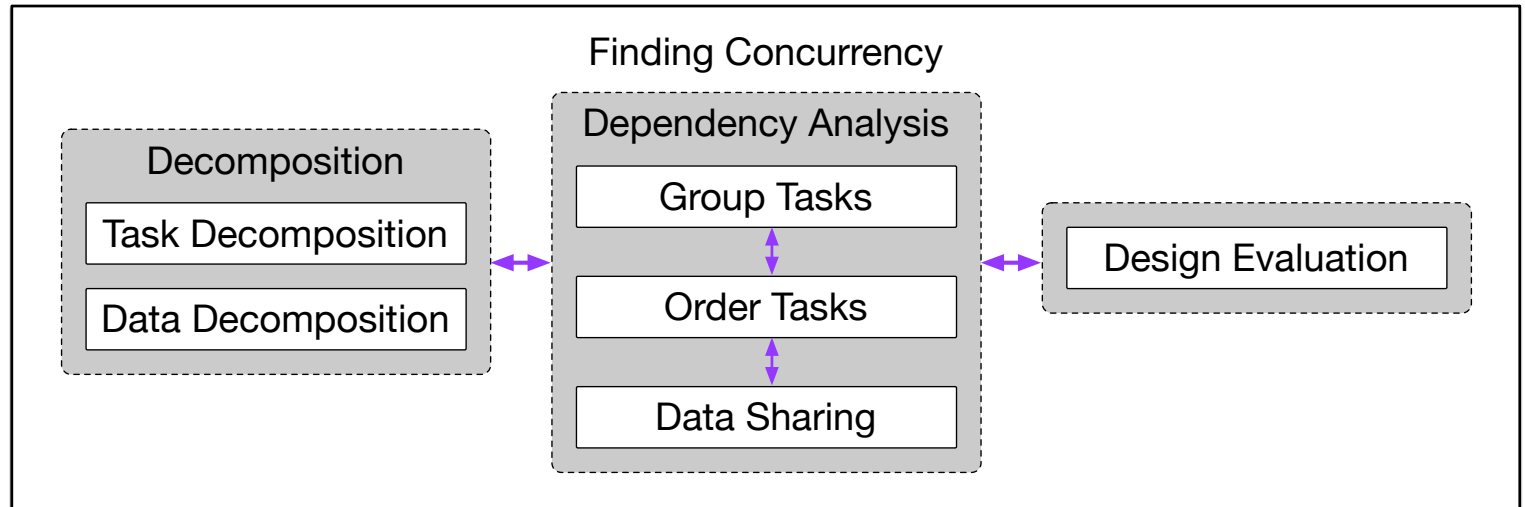 Finding Concurrency
Decomposition
Task Decomposition
Data Decomposition
Dependency Analysis
Group Tasks
Order Tasks
Data Sharing
Design Evaluation